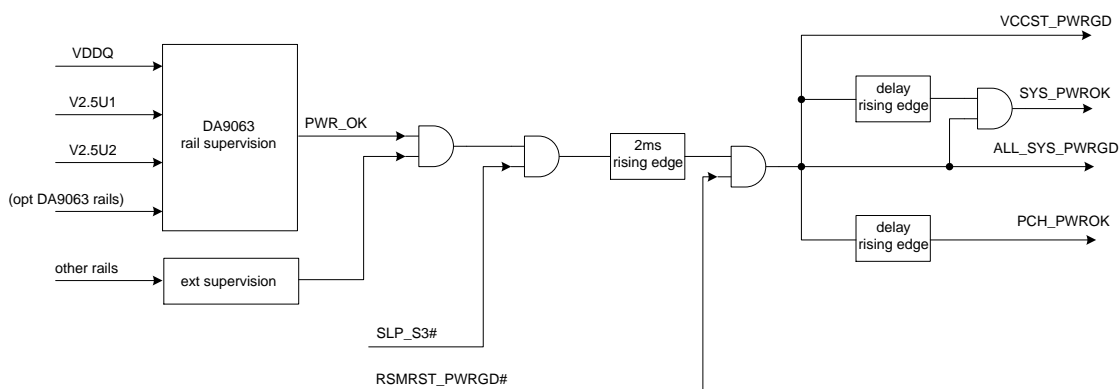 VCCST_PWRGD
VDDQ
delay
rising edge
SYS_PWROK
V2.5U1
DA9063
rail supervision
PWR_OK
V2.5U2
2ms
rising edge
ALL_SYS_PWRGD
(opt DA9063 rails)
delay
rising edge
PCH_PWROK
other rails
ext supervision
SLP_S3#
RSMRST_PWRGD#